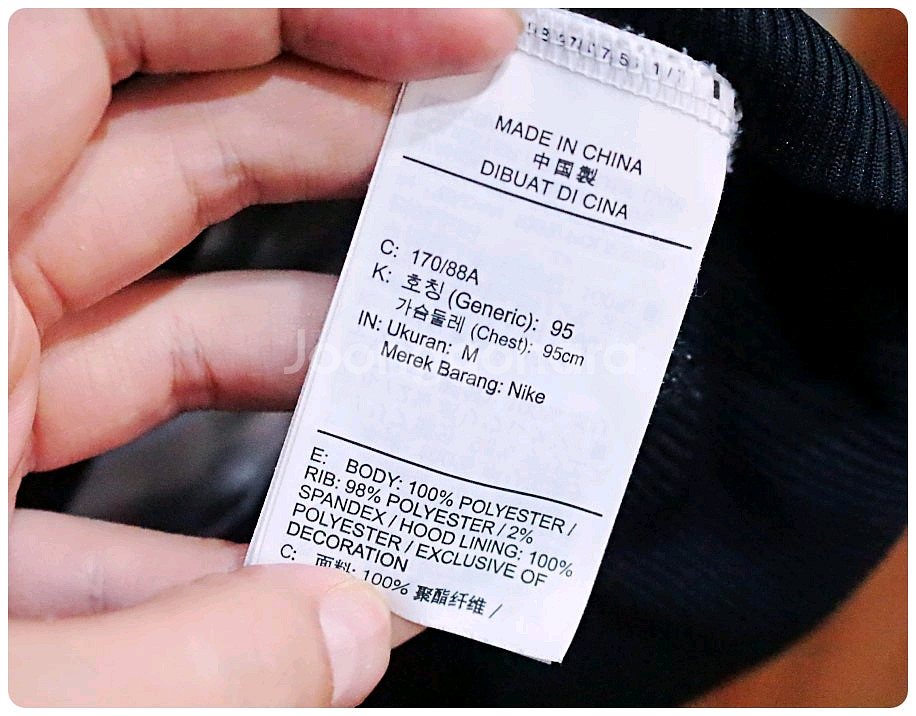 MADE IN CHINA
中国製
DIBUAT DI CINA
C: 170/88A
K: 호칭 (Generic): 95
가슴둘레 (Chest): 95cm
IN: Ukuran: M
Merek Barang: Nike
E: BODY: 100% POLYESTER /
RIB: 98% POLYESTER / 2%
SPANDEX / HOOD LINING: 100%
POLYESTER / EXCLUSIVE OF
DECORATION
C: 面料: 100% 聚酯纤维 /